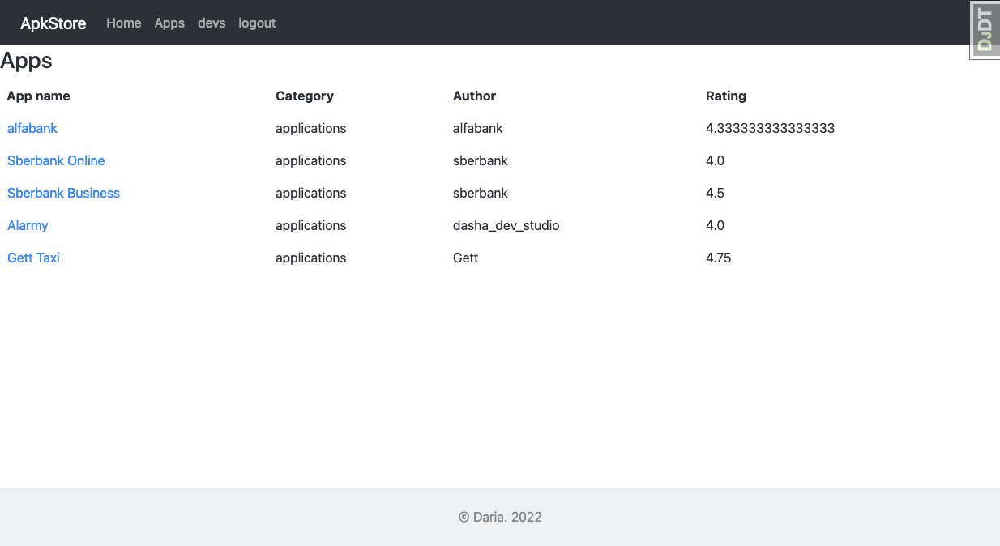 ApkStore Home Apps devs logout
DJDT
Apps
App name Category Author Rating
alfabank applications alfabank 4.333333333333333
Sberbank Online applications sberbank 4.0
Sberbank Business applications sberbank 4.5
Alarmy applications dasha_dev_studio 4.0
Gett Taxi applications Gett 4.75
© Daria. 2022